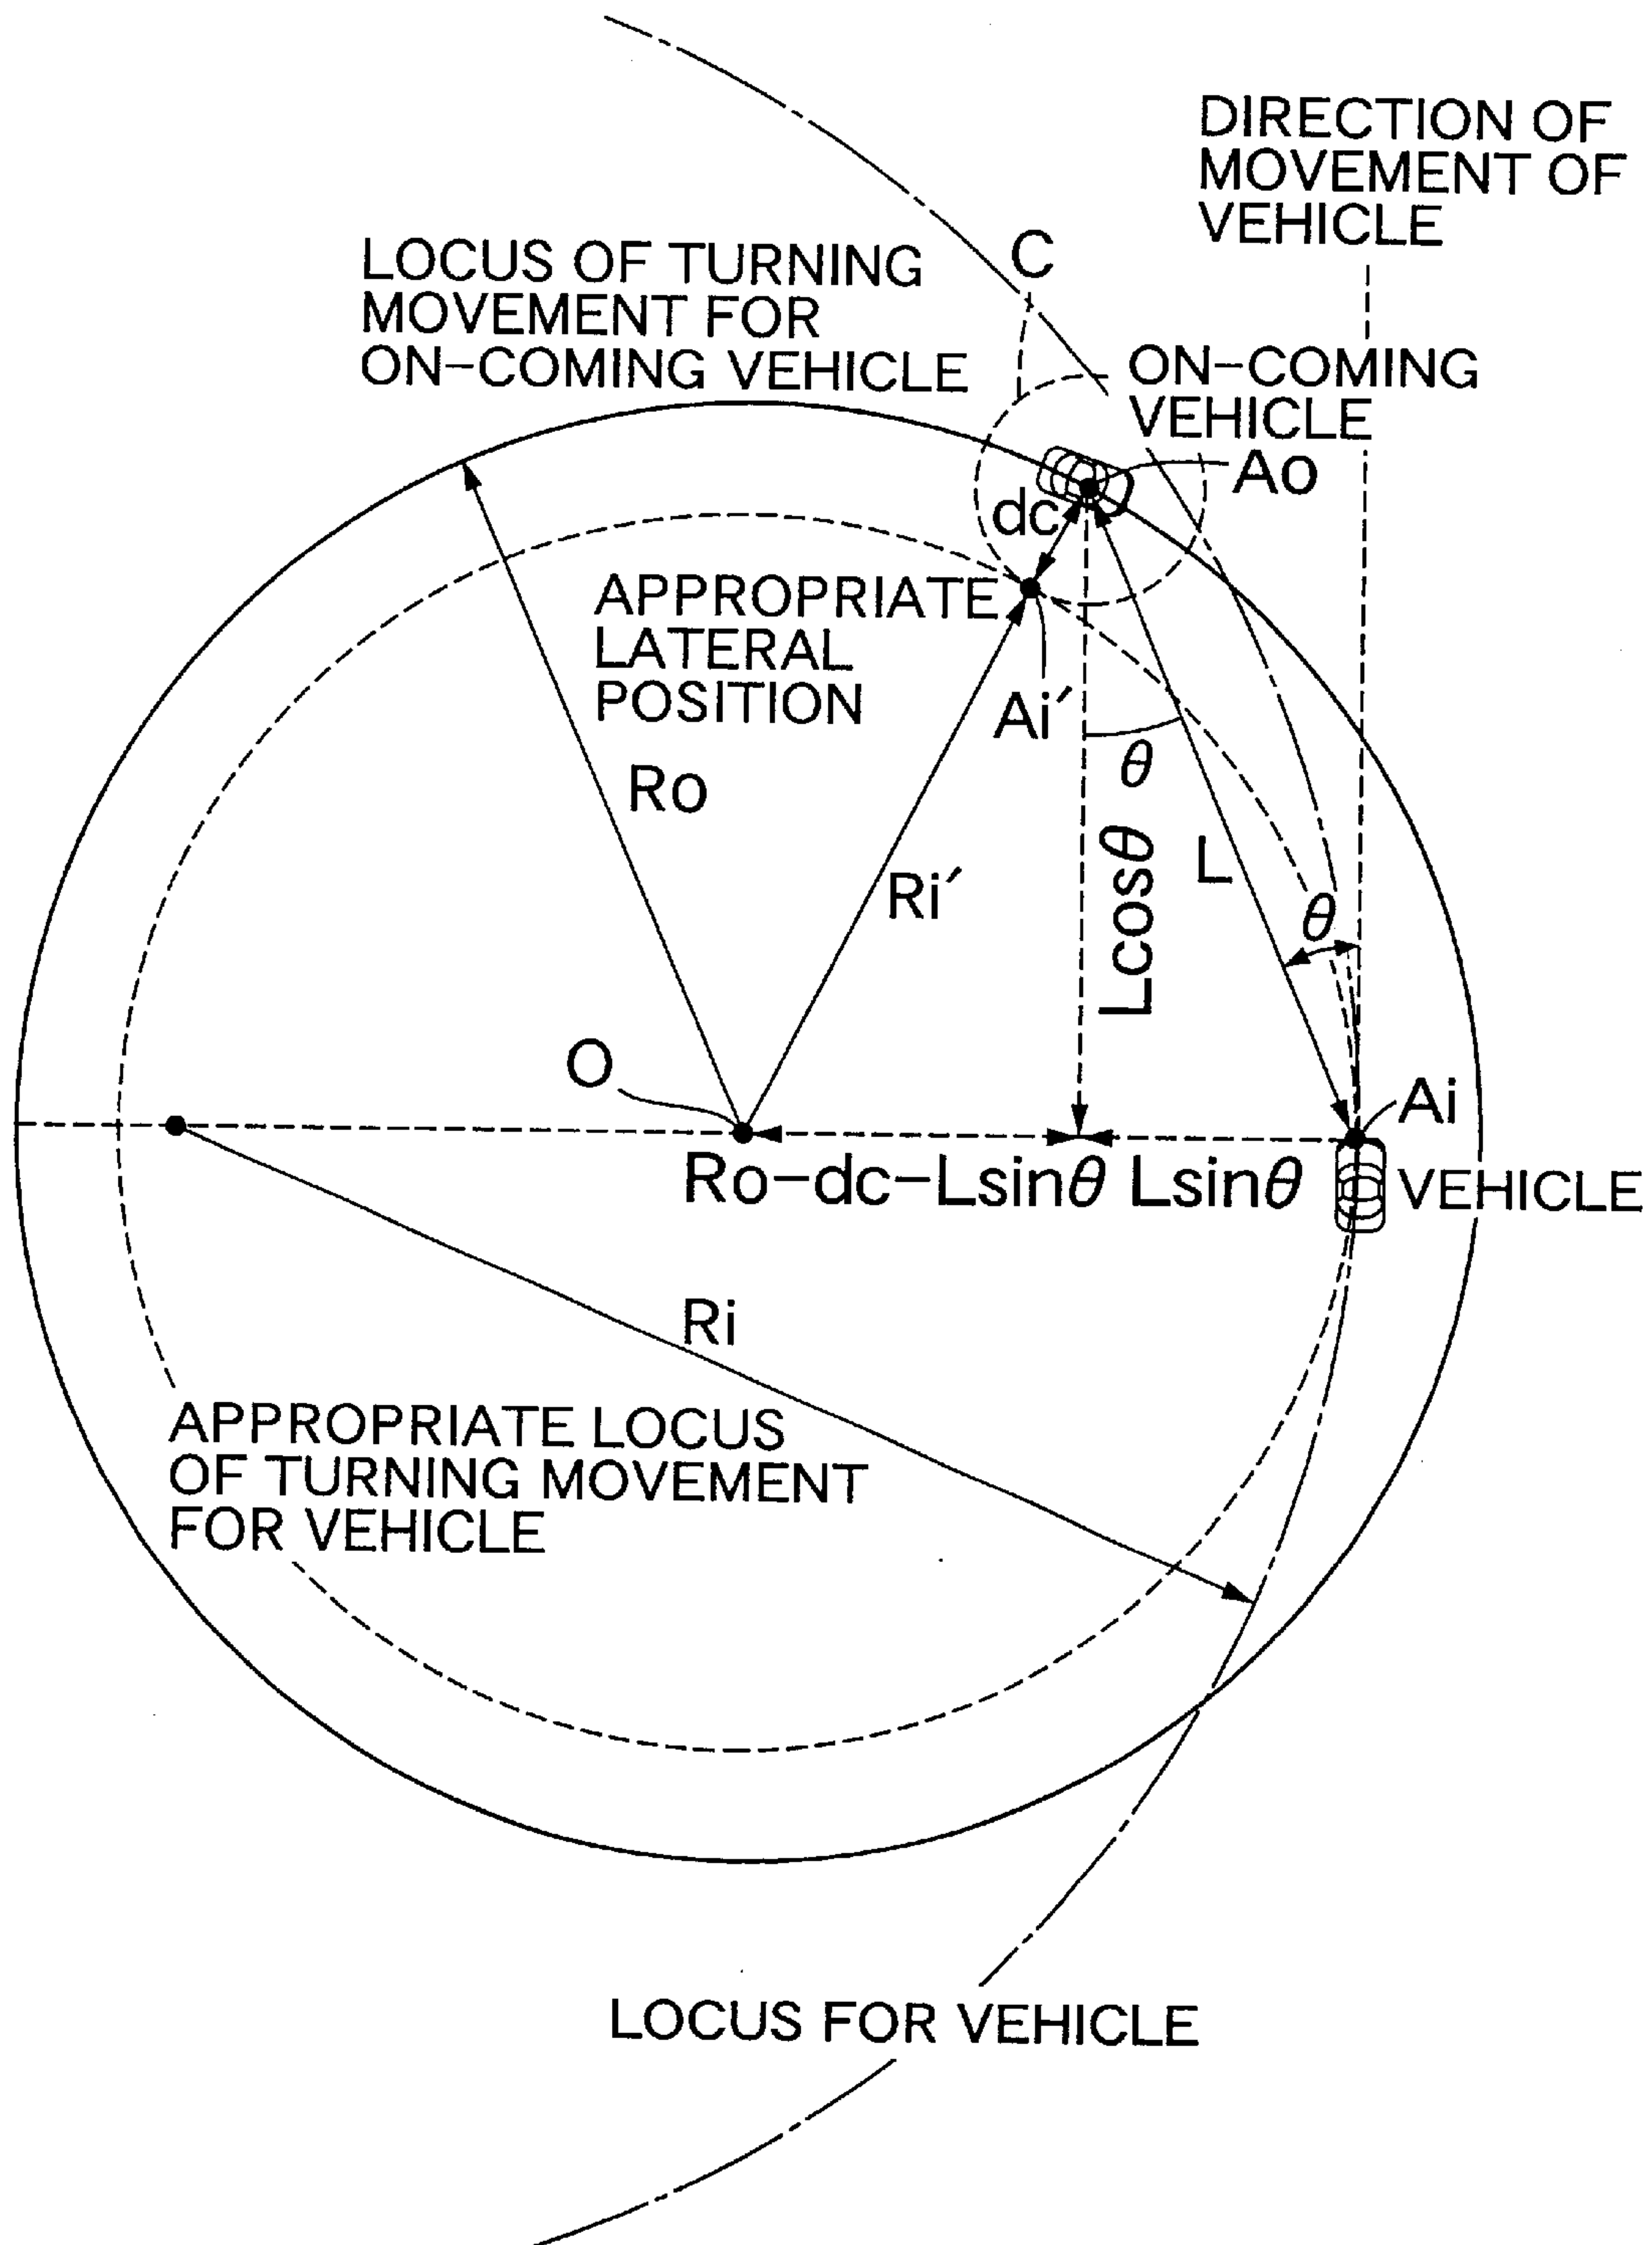 DIRECTION OF
MOVEMENT OF
VEHICLE
LOCUS OF TURNING
MOVEMENT FOR
ON-COMING VEHICLE
C
ON-COMING
VEHICLE
Ao
dc
APPROPRIATE
LATERAL
POSITION
Ai′
θ
Ro
Ri′
Lcosθ
L
θ
O
Ai
Ro-dc-Lsinθ Lsinθ
VEHICLE
Ri
APPROPRIATE LOCUS
OF TURNING MOVEMENT
FOR VEHICLE
LOCUS FOR VEHICLE